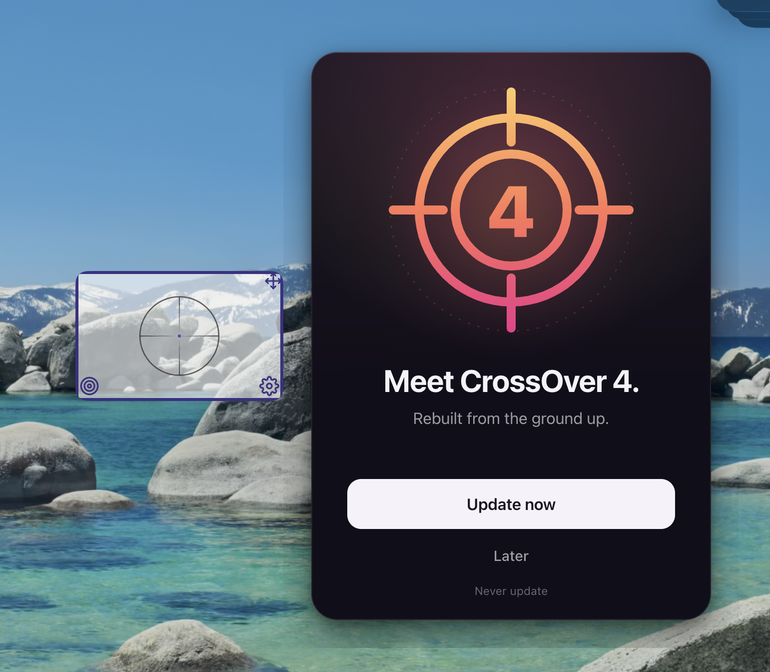 4
Meet CrossOver 4.
Rebuilt from the ground up.
Update now
Later
Never update